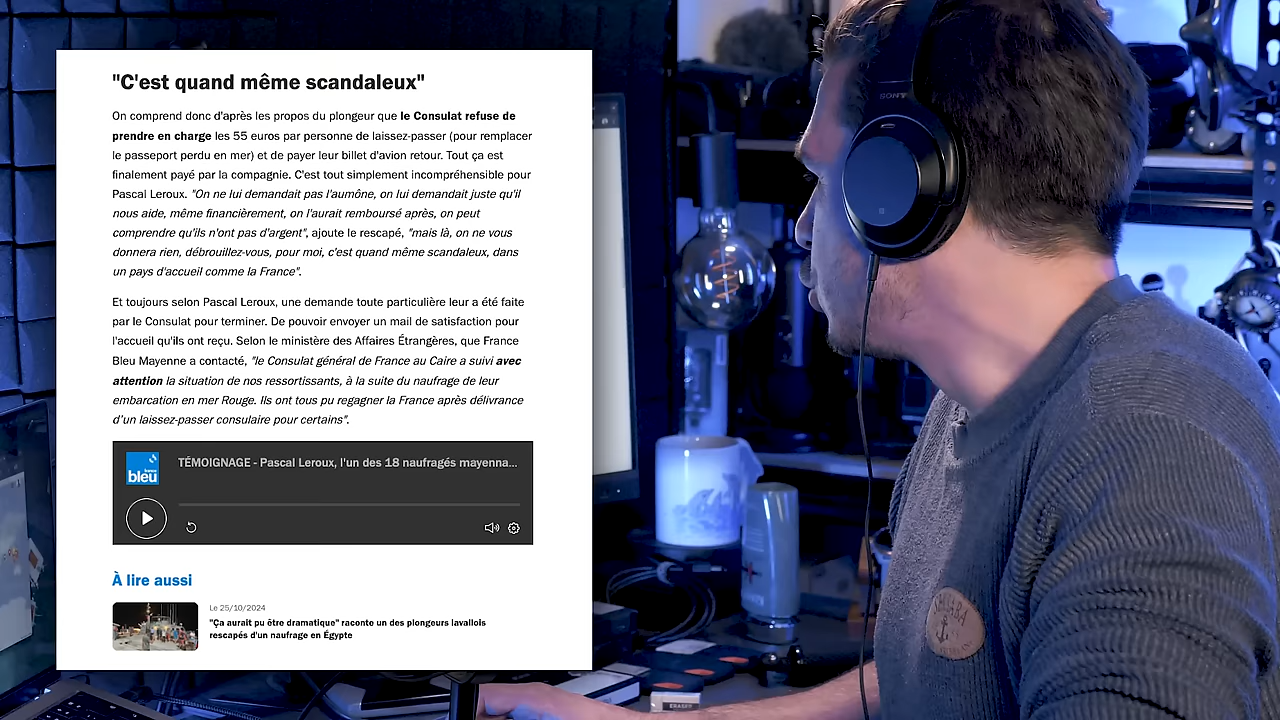 "C'est quand même scandaleux"
On comprend donc d'après les propos du plongeur que le Consulat refuse de
prendre en charge les 55 euros par personne de laissez-passer (pour remplacer
le passeport perdu en mer) et de payer leur billet d'avion retour. Tout ça est
finalement payé par la compagnie. C'est tout simplement incompréhensible pour
Pascal Leroux. "On ne lui demandait pas l'aumône, on lui demandait juste qu'il
nous aide, même financièrement, on l'aurait remboursé après, on peut
comprendre qu'ils n'ont pas d'argent", ajoute le rescapé, "mais là, on ne vous
donnera rien, débrouillez-vous, pour moi, c'est quand même scandaleux, dans
un pays d'accueil comme la France".
Et toujours selon Pascal Leroux, une demande toute particulière leur a été faite
par le Consulat pour terminer. De pouvoir envoyer un mail de satisfaction pour
l'accueil qu'ils ont reçu. Selon le ministère des Affaires Étrangères, que France
Bleu Mayenne a contacté, "le Consulat général de France au Caire a suivi avec
attention la situation de nos ressortissants, à la suite du naufrage de leur
embarcation en mer Rouge. Ils ont tous pu regagner la France après délivrance
d'un laissez-passer consulaire pour certains".
france
bleu
TÉMOIGNAGE - Pascal Leroux, l'un des 18 naufragés mayenna...
À lire aussi
Le 25/10/2024
"Ça aurait pu être dramatique" raconte un des plongeurs lavallois
rescapés d'un naufrage en Égypte
SONY
ERASER